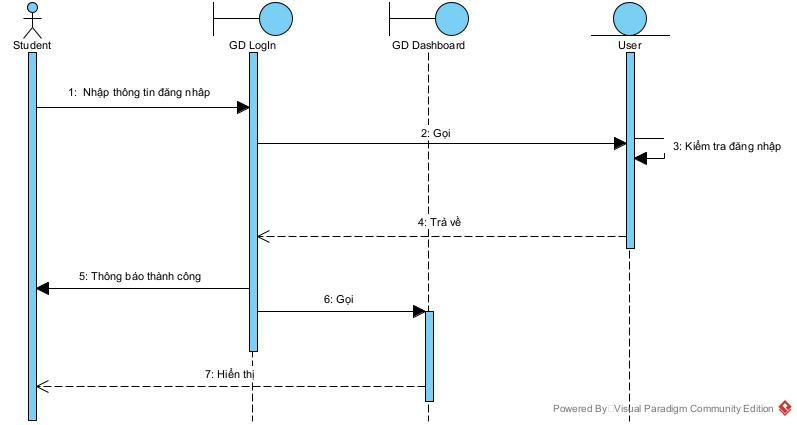 Student
GD LogIn
GD Dashboard
User
1: Nhập thông tin đăng nhâp
2: Gọi
3: Kiểm tra đăng nhập
4: Trả về
5: Thông báo thành công
6: Gọi
7: Hiển thị
Powered By Visual Paradigm Community Edition